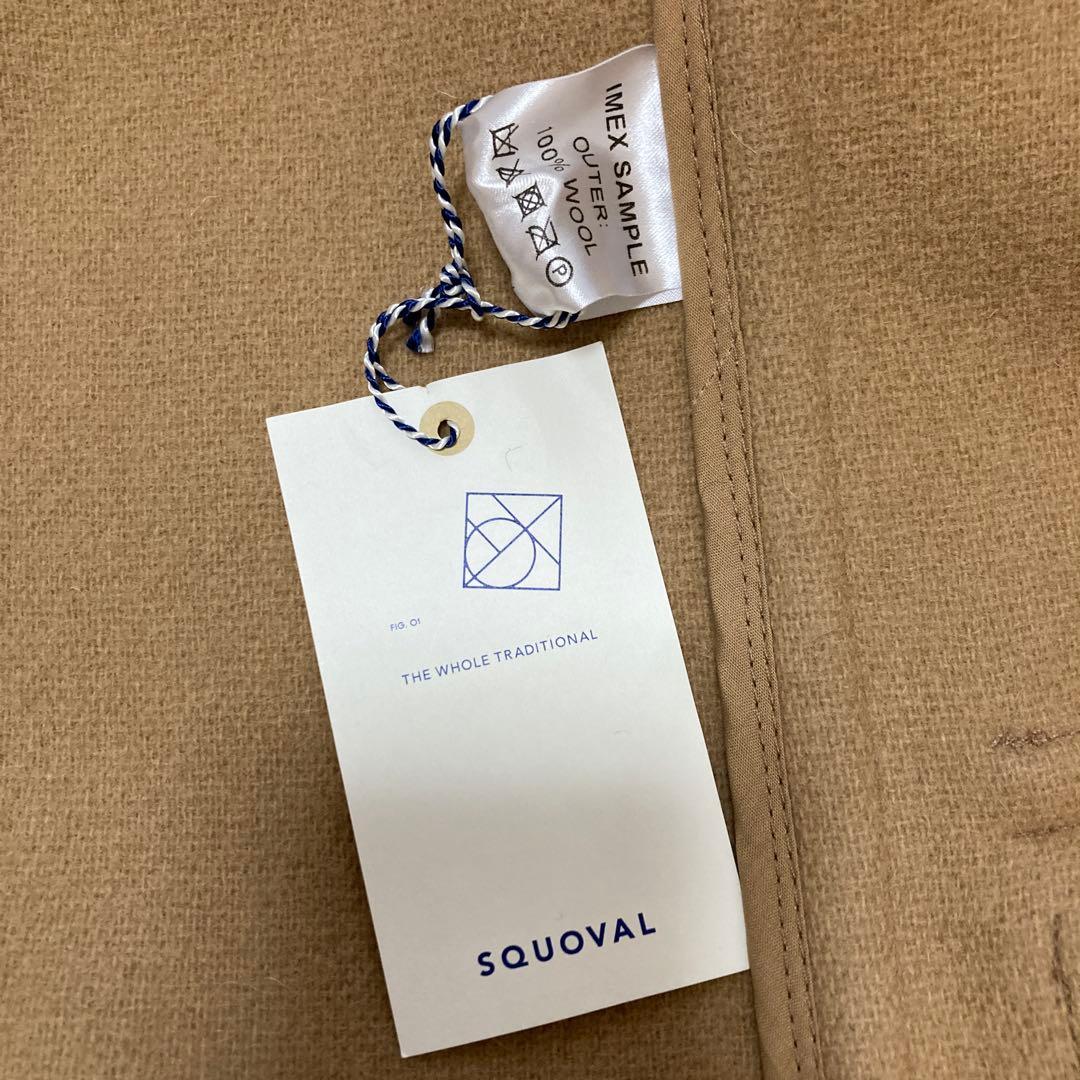 IMEX SAMPLE
OUTER:
100% WOOL
P
FIG. 01
THE WHOLE TRADITIONAL
SQUOVAL